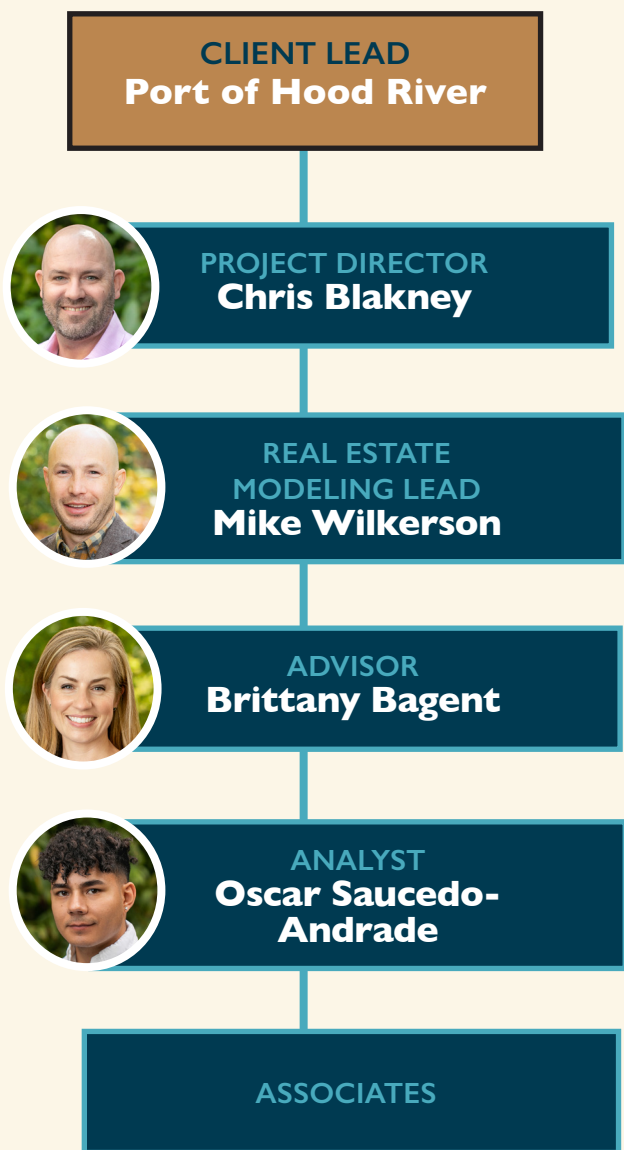 CLIENT LEAD
Port of Hood River
PROJECT DIRECTOR
Chris Blakney
REAL ESTATE
MODELING LEAD
Mike Wilkerson
ADVISOR
Brittany Bagent
ANALYST
Oscar Saucedo-
Andrade
ASSOCIATES